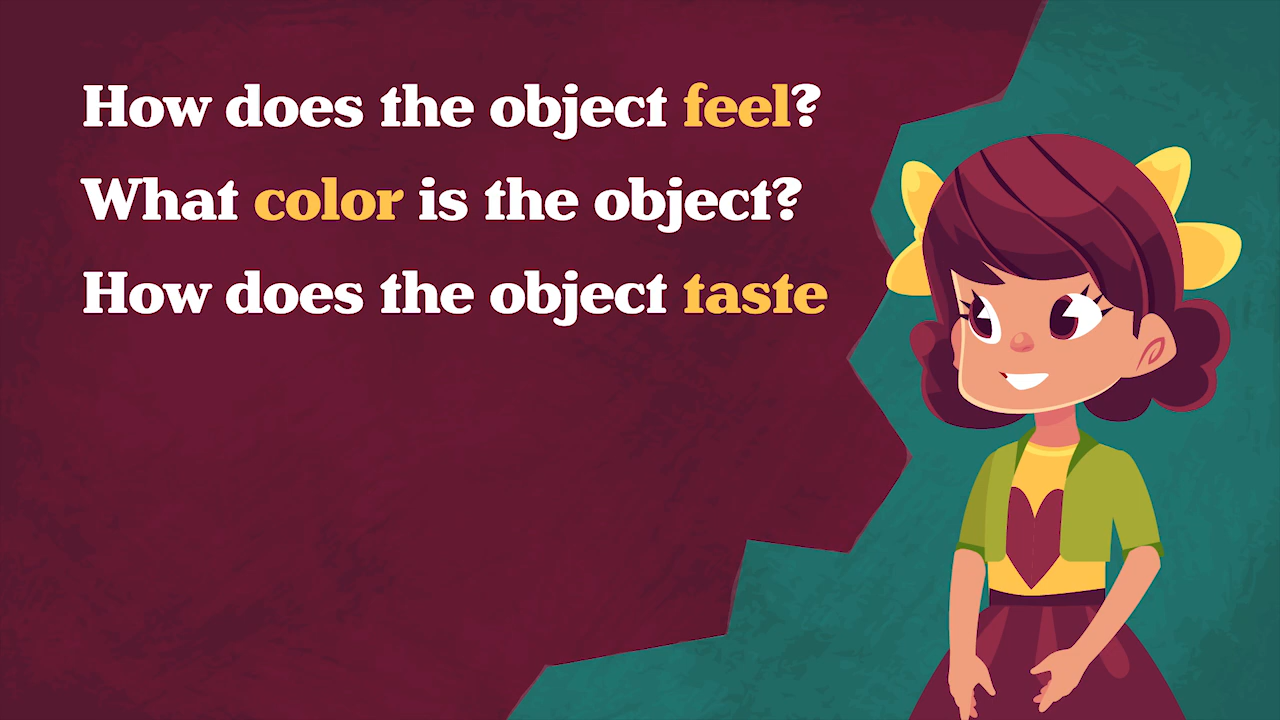 How does the object feel?
What color is the object?
How does the object taste